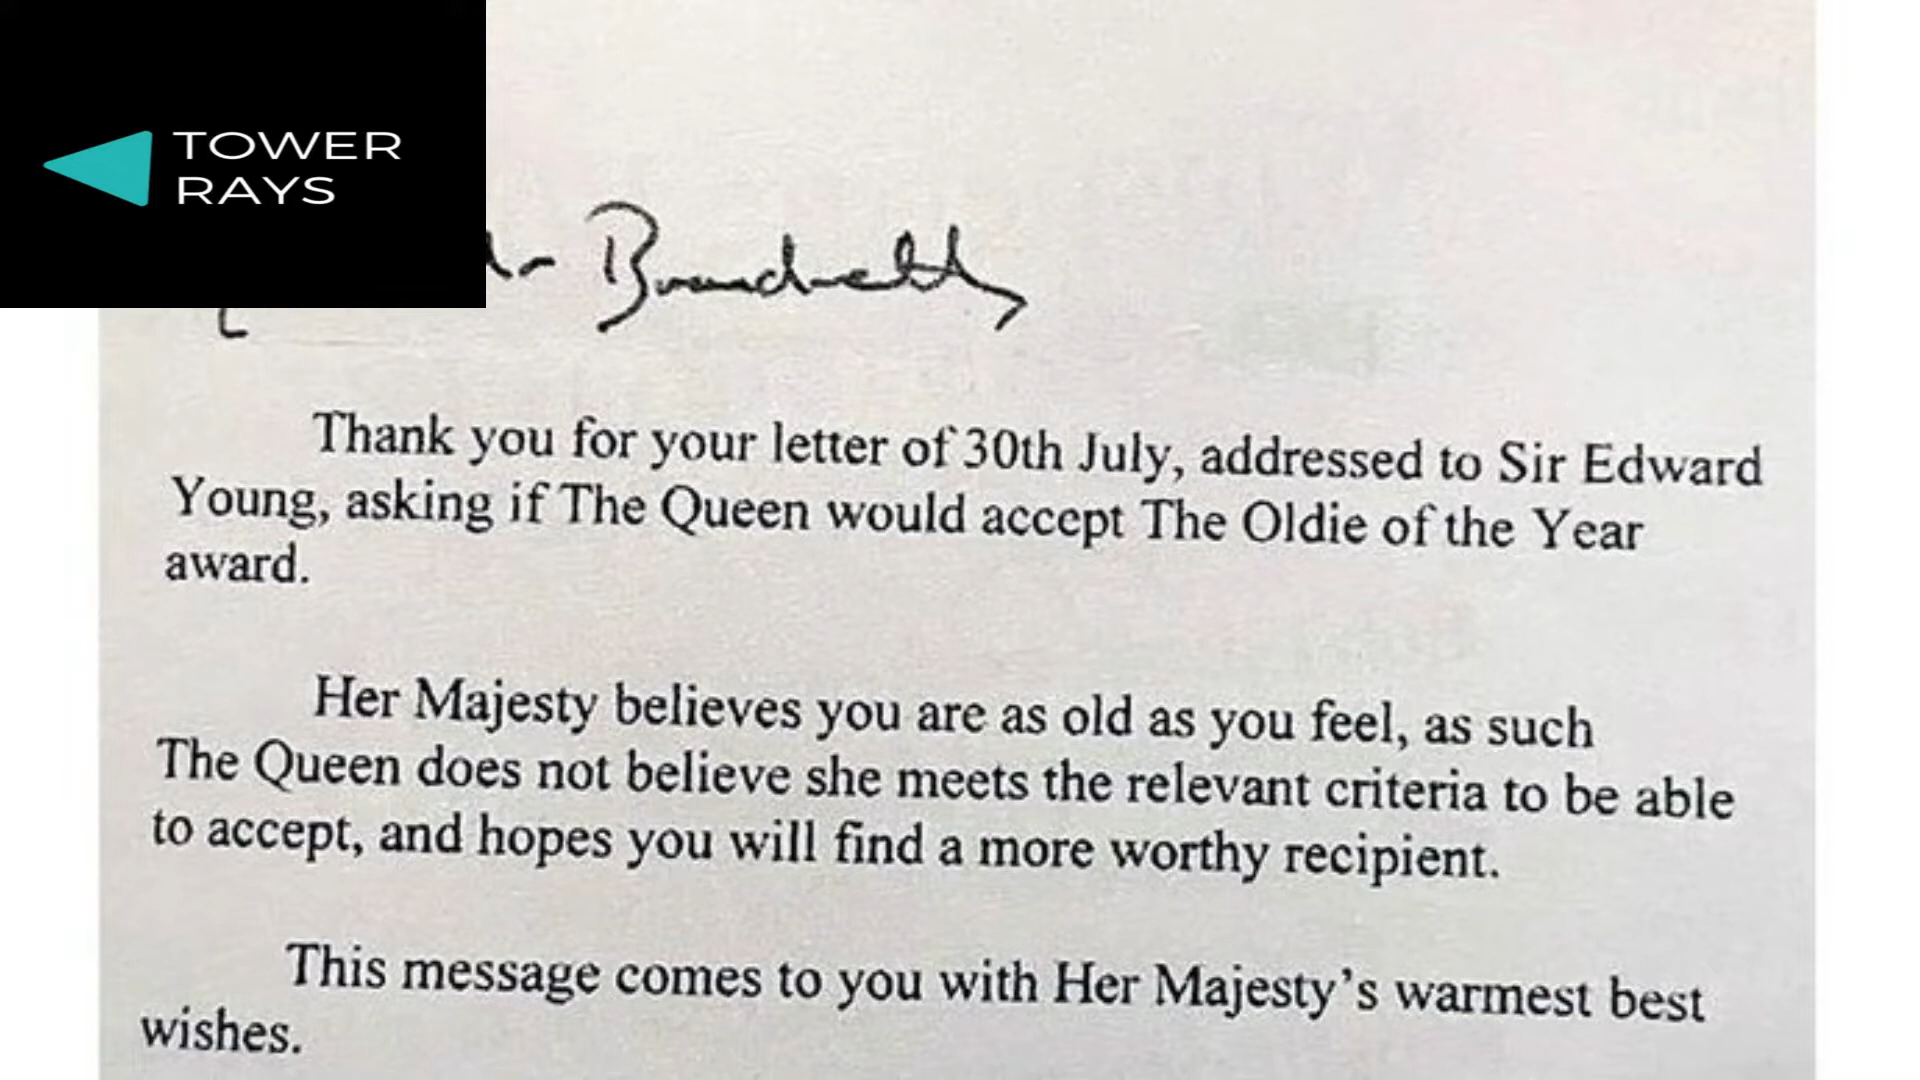 TOWER
RAYS
Brandreth,
Thank you for your letter of 30th July, addressed to Sir Edward
Young, asking if The Queen would accept The Oldie of the Year
award.
Her Majesty believes you are as old as you feel, as such
The Queen does not believe she meets the relevant criteria to be able
to accept, and hopes you will find a more worthy recipient.
This message comes to you with Her Majesty’s warmest best
wishes.